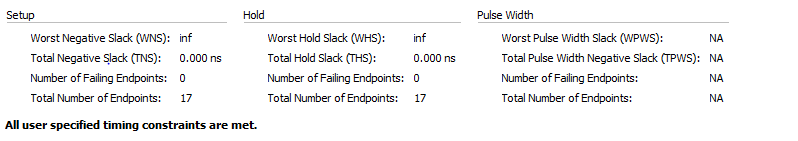 Setup Hold Pulse Width
Worst Negative Slack (WNS): inf Worst Hold Slack (WHS): inf Worst Pulse Width Slack (WPWS): NA
Total Negative Slack (TNS): 0.000 ns Total Hold Slack (THS): 0.000 ns Total Pulse Width Negative Slack (TPWS): NA
Number of Failing Endpoints: 0 Number of Failing Endpoints: 0 Number of Failing Endpoints: NA
Total Number of Endpoints: 17 Total Number of Endpoints: 17 Total Number of Endpoints: NA
All user specified timing constraints are met.